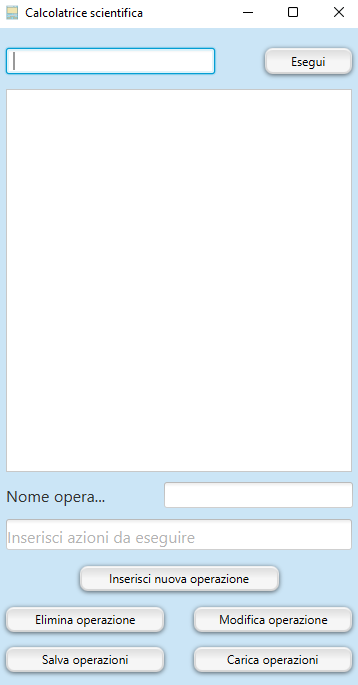 Calcolatrice scientifica
Esegui
Nome opera...
Inserisci azioni da eseguire
Inserisci nuova operazione
Elimina operazione
Modifica operazione
Salva operazioni
Carica operazioni